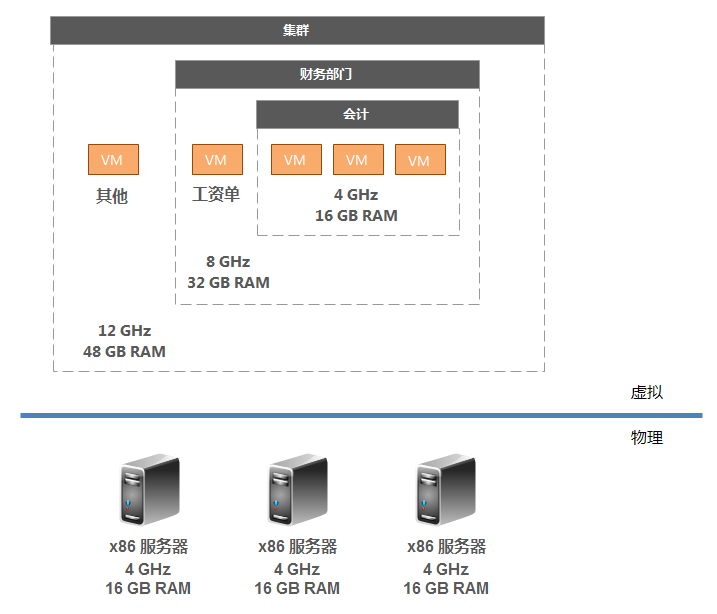 集群
财务部门
会计
VM
VM
VM
VM
VM
其他
工资单
4 GHz
16 GB RAM
8 GHz
32 GB RAM
12 GHz
48 GB RAM
虚拟
物理
x86 服务器
x86 服务器
x86 服务器
4 GHz
4 GHz
4 GHz
16 GB RAM
16 GB RAM
16 GB RAM